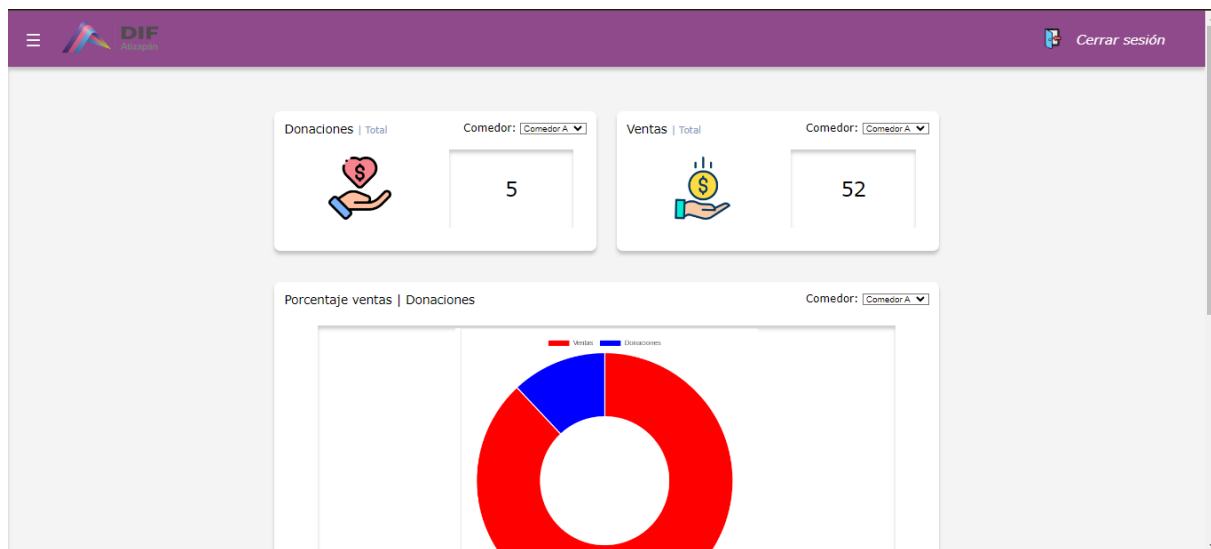 ☰ DIF
Atizapán
Cerrar sesión
Donaciones | Total
Comedor: Comedor A
$
5
Ventas | Total
Comedor: Comedor A
$
52
Porcentaje ventas | Donaciones
Comedor: Comedor A
Ventas Donaciones